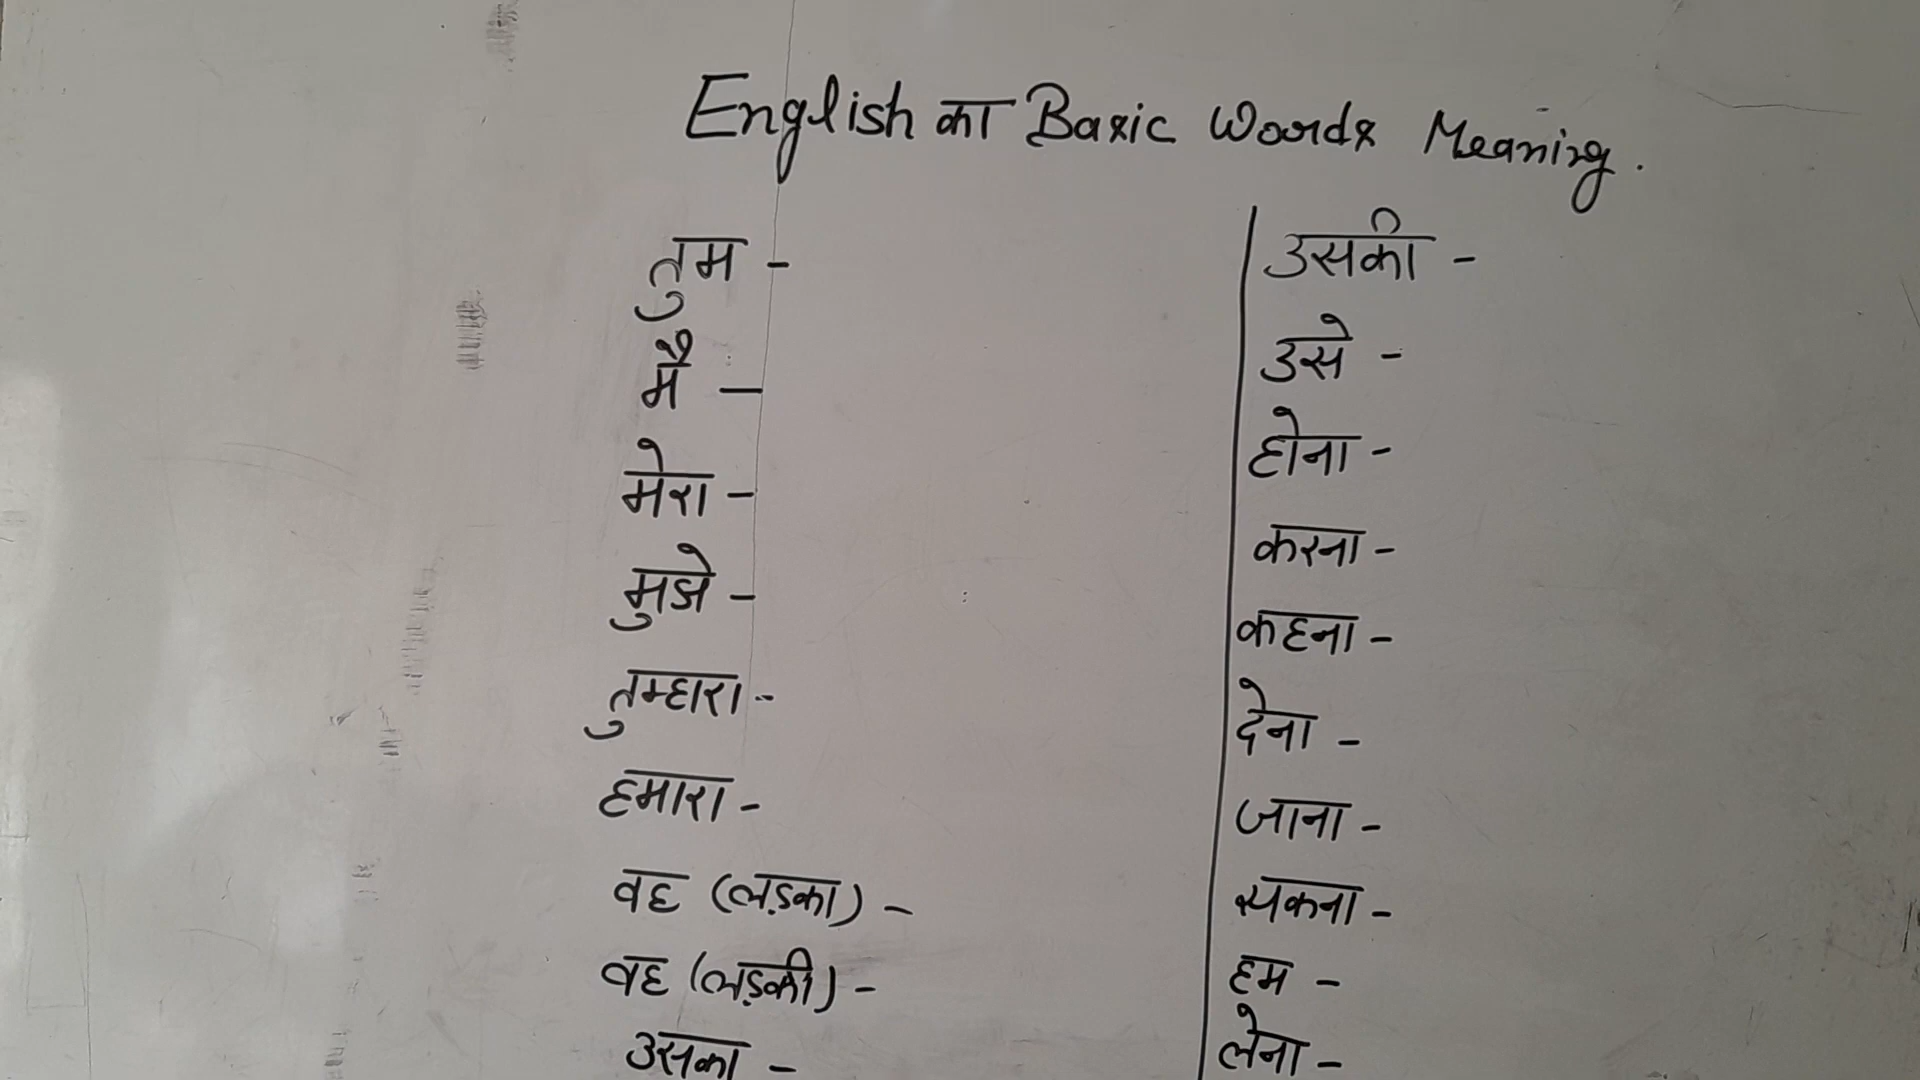 English का Basic Words Meaning.
तुम -
मै -
मेरा -
मुझे -
तुम्हारा -
हमारा -
वह (लड़का) -
वह (लड़की) -
उसका -
उसकी -
उसे -
होना -
करना -
कहना -
देना -
जाना -
सकना -
हम -
लेना -